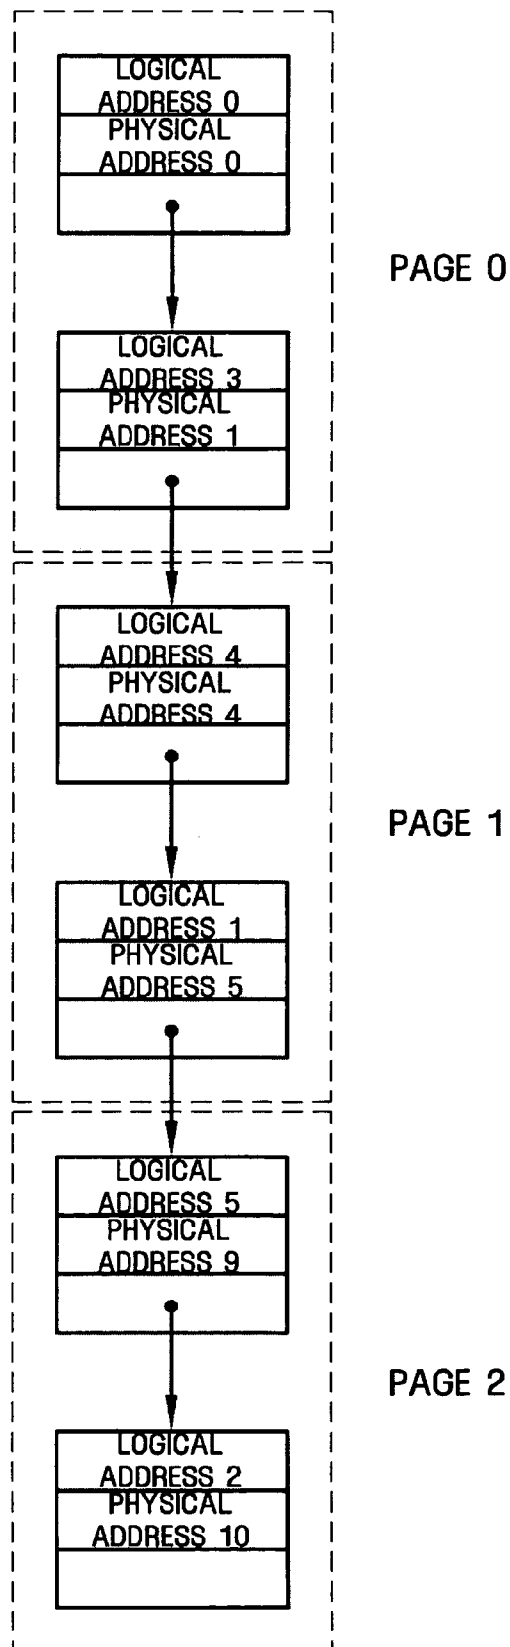 LOGICAL
ADDRESS 0
PHYSICAL
ADDRESS 0
PAGE 0
LOGICAL
ADDRESS 3
PHYSICAL
ADDRESS 1
LOGICAL
ADDRESS 4
PHYSICAL
ADDRESS 4
PAGE 1
LOGICAL
ADDRESS 1
PHYSICAL
ADDRESS 5
LOGICAL
ADDRESS 5
PHYSICAL
ADDRESS 9
PAGE 2
LOGICAL
ADDRESS 2
PHYSICAL
ADDRESS 10